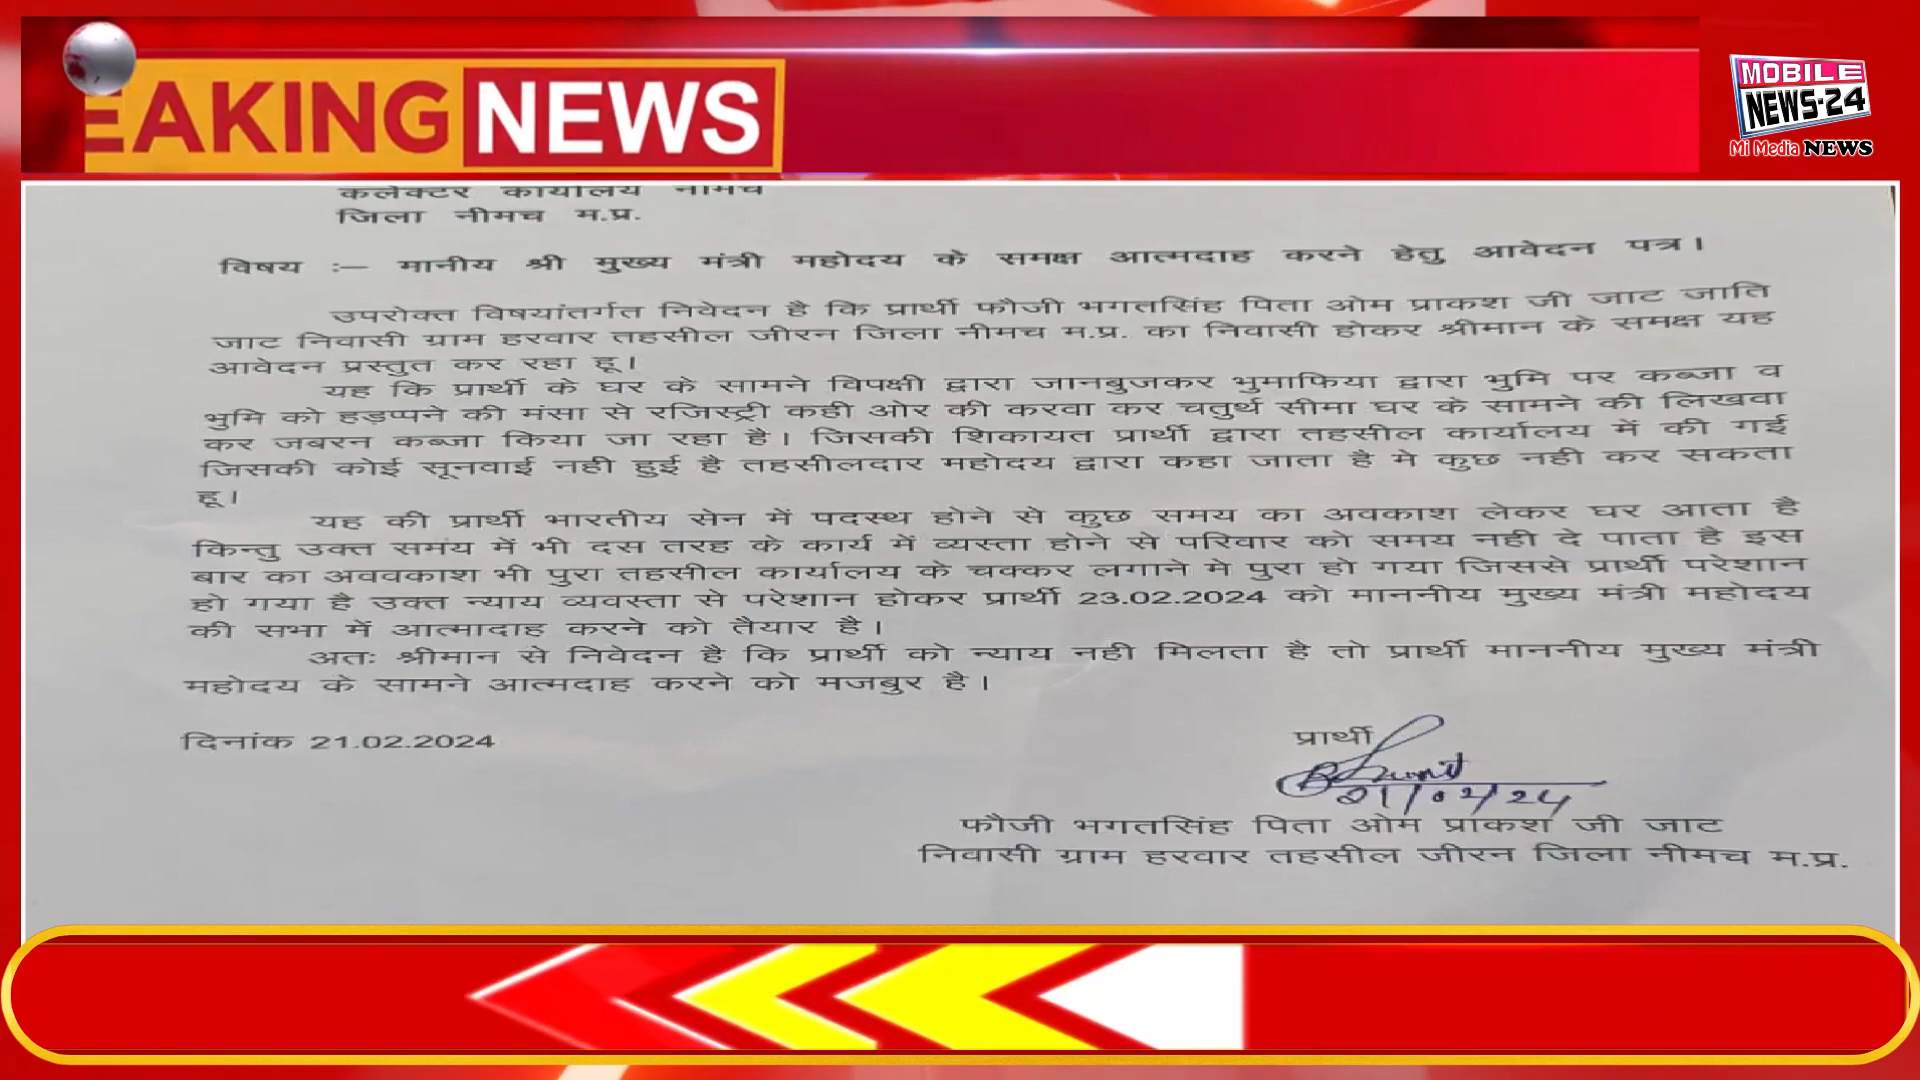 EAKING NEWS
MOBILE
NEWS-24
Mi Media NEWS
कलेक्टर कार्यालय नीमच
जिला नीमच म.प्र.
विषय :– मानीय श्री मुख्य मंत्री महोदय के समक्ष आत्मदाह करने हेतु आवेदन पत्र।
उपरोक्त विषयांतर्गत निवेदन है कि प्रार्थी फौजी भगतसिंह पिता ओम प्राकश जी जाट जाति
जाट निवासी ग्राम हरवार तहसील जीरन जिला नीमच म.प्र. का निवासी होकर श्रीमान के समक्ष यह
आवेदन प्रस्तुत कर रहा हू।
यह कि प्रार्थी के घर के सामने विपक्षी द्वारा जानबुजकर भुमाफिया द्वारा भुमि पर कब्जा व
भुमि को हड़प्पने की मंसा से रजिस्ट्री कही ओर की करवा कर चतुर्थ सीमा घर के सामने की लिखवा
कर जबरन कब्जा किया जा रहा है। जिसकी शिकायत प्रार्थी द्वारा तहसील कार्यालय में की गई
जिसकी कोई सूनवाई नही हुई है तहसीलदार महोदय द्वारा कहा जाता है मे कुछ नही कर सकता
हू।
यह की प्रार्थी भारतीय सेन में पदस्थ होने से कुछ समय का अवकाश लेकर घर आता है
किन्तु उक्त समय में भी दस तरह के कार्य में व्यस्ता होने से परिवार को समय नही दे पाता है इस
बार का अववकाश भी पुरा तहसील कार्यालय के चक्कर लगाने मे पुरा हो गया जिससे प्रार्थी परेशान
हो गया है उक्त न्याय व्यवस्ता से परेशान होकर प्रार्थी 23.02.2024 को माननीय मुख्य मंत्री महोदय
की सभा में आत्मादाह करने को तैयार है।
अतः श्रीमान से निवेदन है कि प्रार्थी को न्याय नही मिलता है तो प्रार्थी माननीय मुख्य मंत्री
महोदय के सामने आत्मदाह करने को मजबुर है।
दिनांक 21.02.2024
प्रार्थी
21/02/24
फौजी भगतसिंह पिता ओम प्राकश जी जाट
निवासी ग्राम हरवार तहसील जीरन जिला नीमच म.प्र.